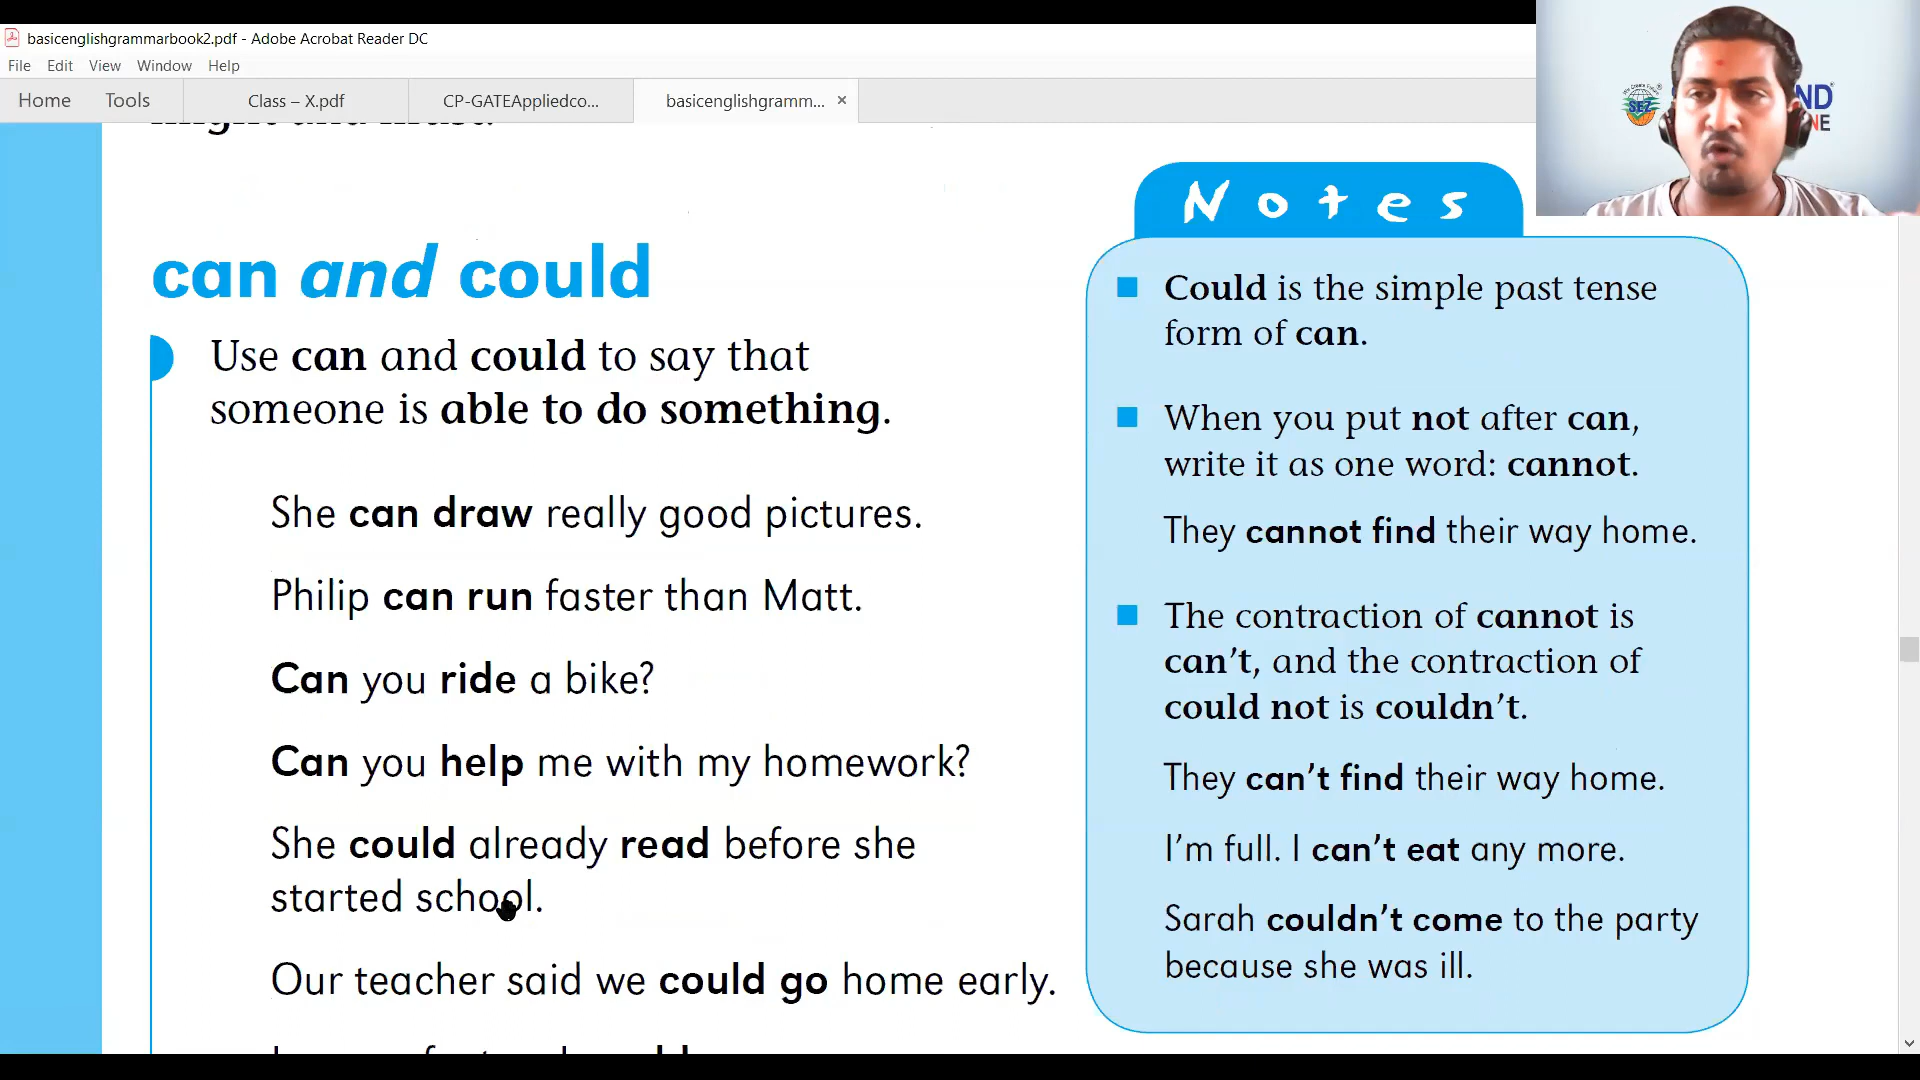 basicenglishgrammarbook2.pdf - Adobe Acrobat Reader DC
File Edit View Window Help
Home Tools Class – X.pdf CP-GATEAppliedco... basicenglishgramm... ×
SEZ
ND
NE
can and could
Use can and could to say that
someone is able to do something.
She can draw really good pictures.
Philip can run faster than Matt.
Can you ride a bike?
Can you help me with my homework?
She could already read before she
started school.
Our teacher said we could go home early.
Notes
■ Could is the simple past tense
form of can.
■ When you put not after can,
write it as one word: cannot.
They cannot find their way home.
■ The contraction of cannot is
can’t, and the contraction of
could not is couldn’t.
They can’t find their way home.
I’m full. I can’t eat any more.
Sarah couldn’t come to the party
because she was ill.